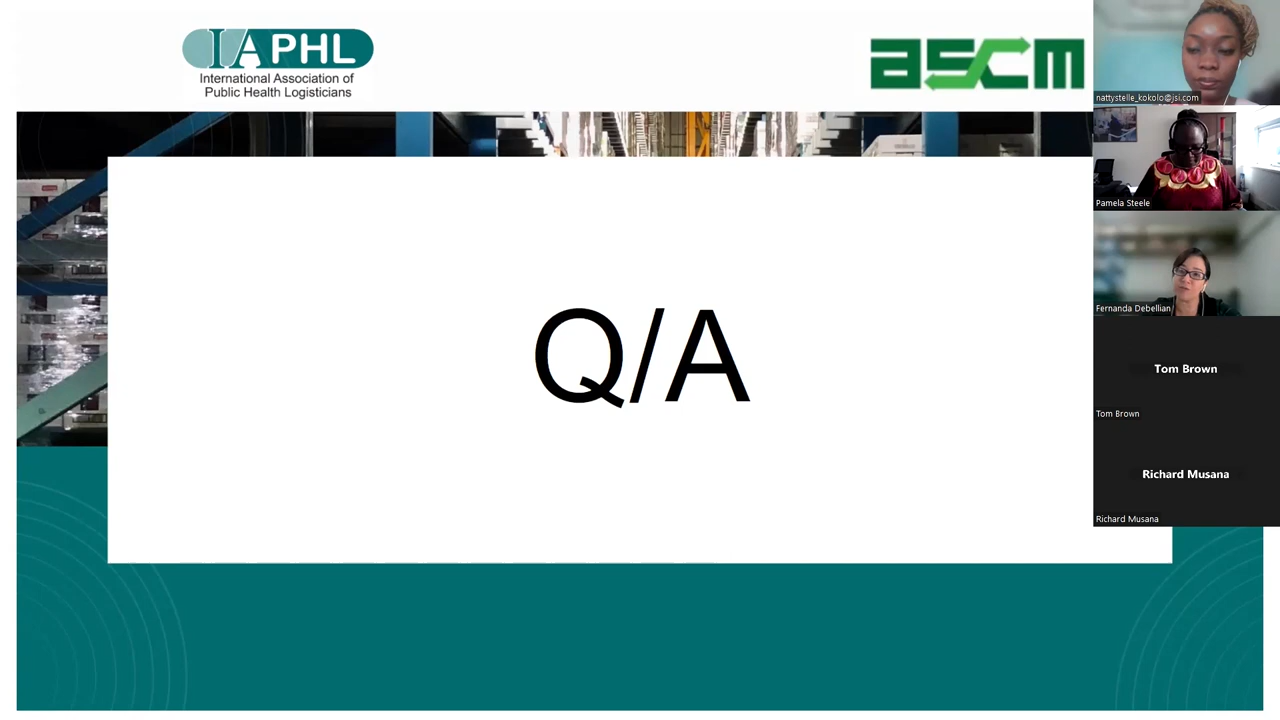 IAPHL
International Association of
Public Health Logisticians
ascm
Q/A
nattystelle_kokolo@jsi.com
Pamela Steele
Fernanda Debellian
Tom Brown
Tom Brown
Richard Musana
Richard Musana